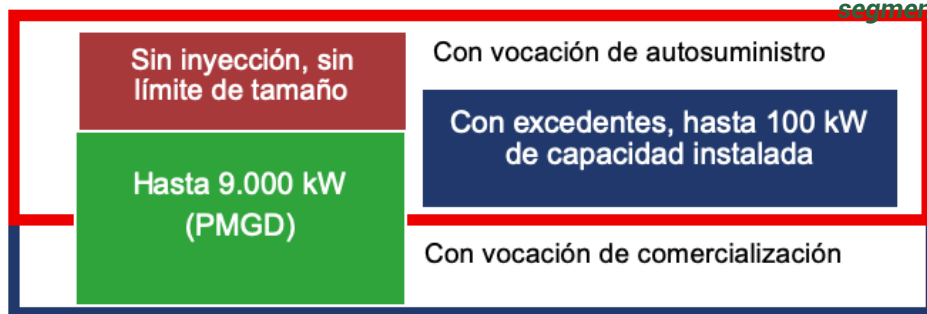 Sin inyección, sin
límite de tamaño
Con vocación de autosuministro
Con excedentes, hasta 100 kW
de capacidad instalada
Hasta 9.000 kW
(PMGD)
Con vocación de comercialización